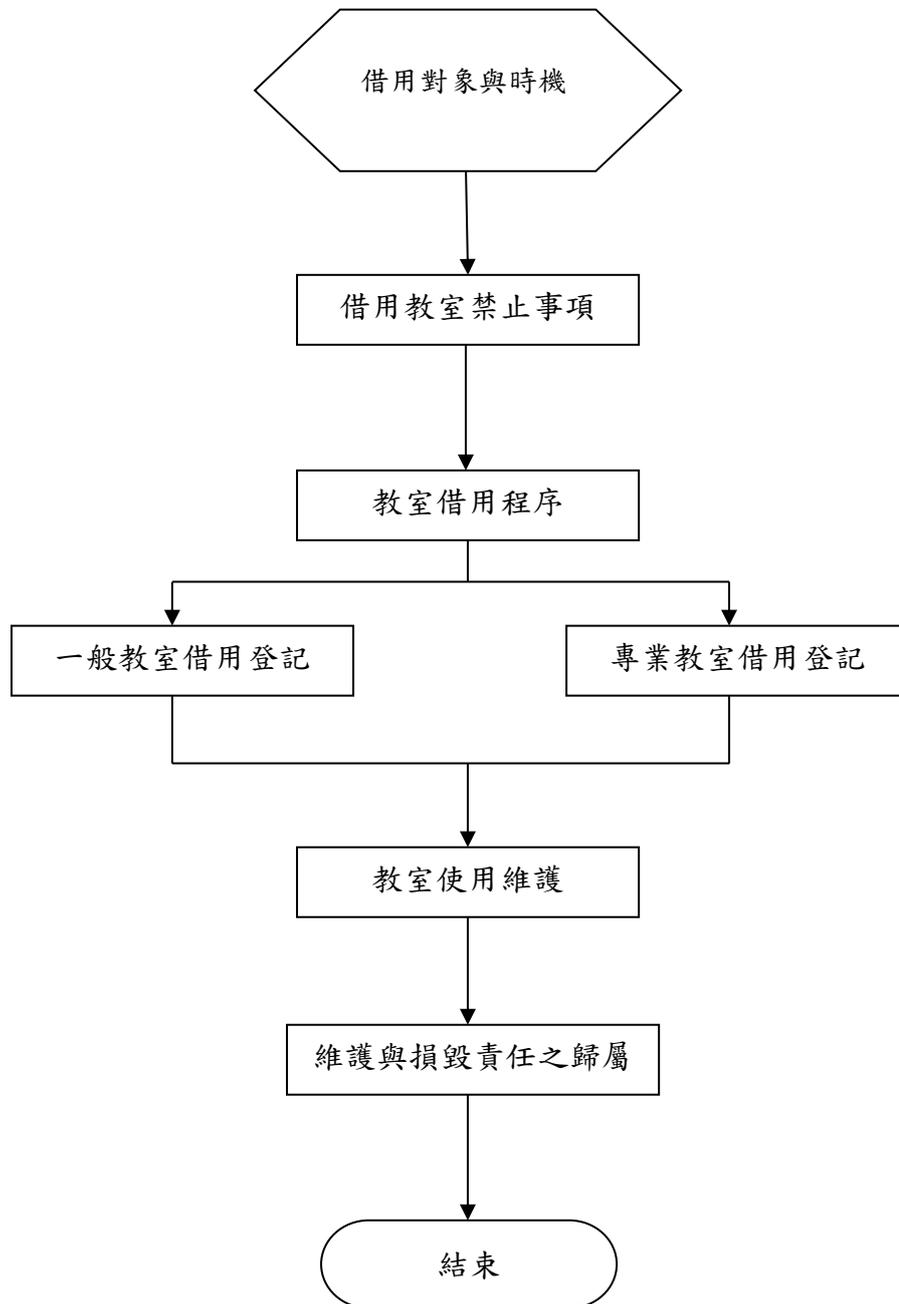 借用對象與時機
借用教室禁止事項
教室借用程序
一般教室借用登記
專業教室借用登記
教室使用維護
維護與損毀責任之歸屬
結束